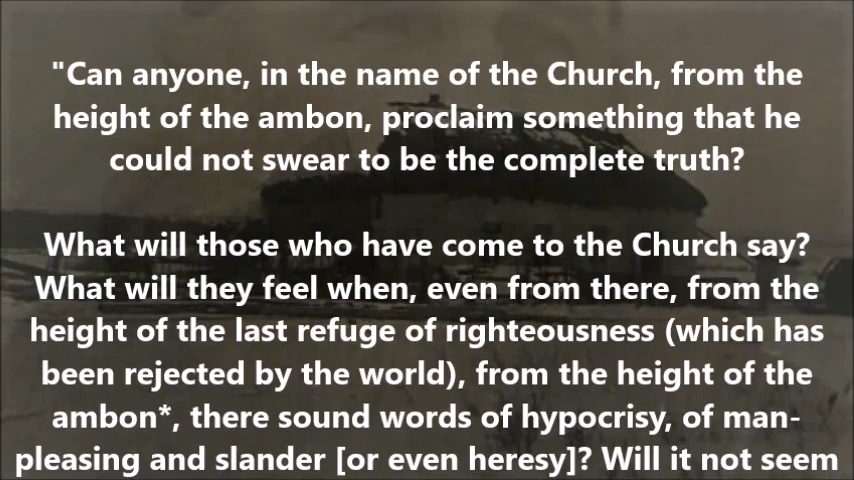 "Can anyone, in the name of the Church, from the
height of the ambon, proclaim something that he
could not swear to be the complete truth?
What will those who have come to the Church say?
What will they feel when, even from there, from the
height of the last refuge of righteousness (which has
been rejected by the world), from the height of the
ambon*, there sound words of hypocrisy, of man-
pleasing and slander [or even heresy]? Will it not seem